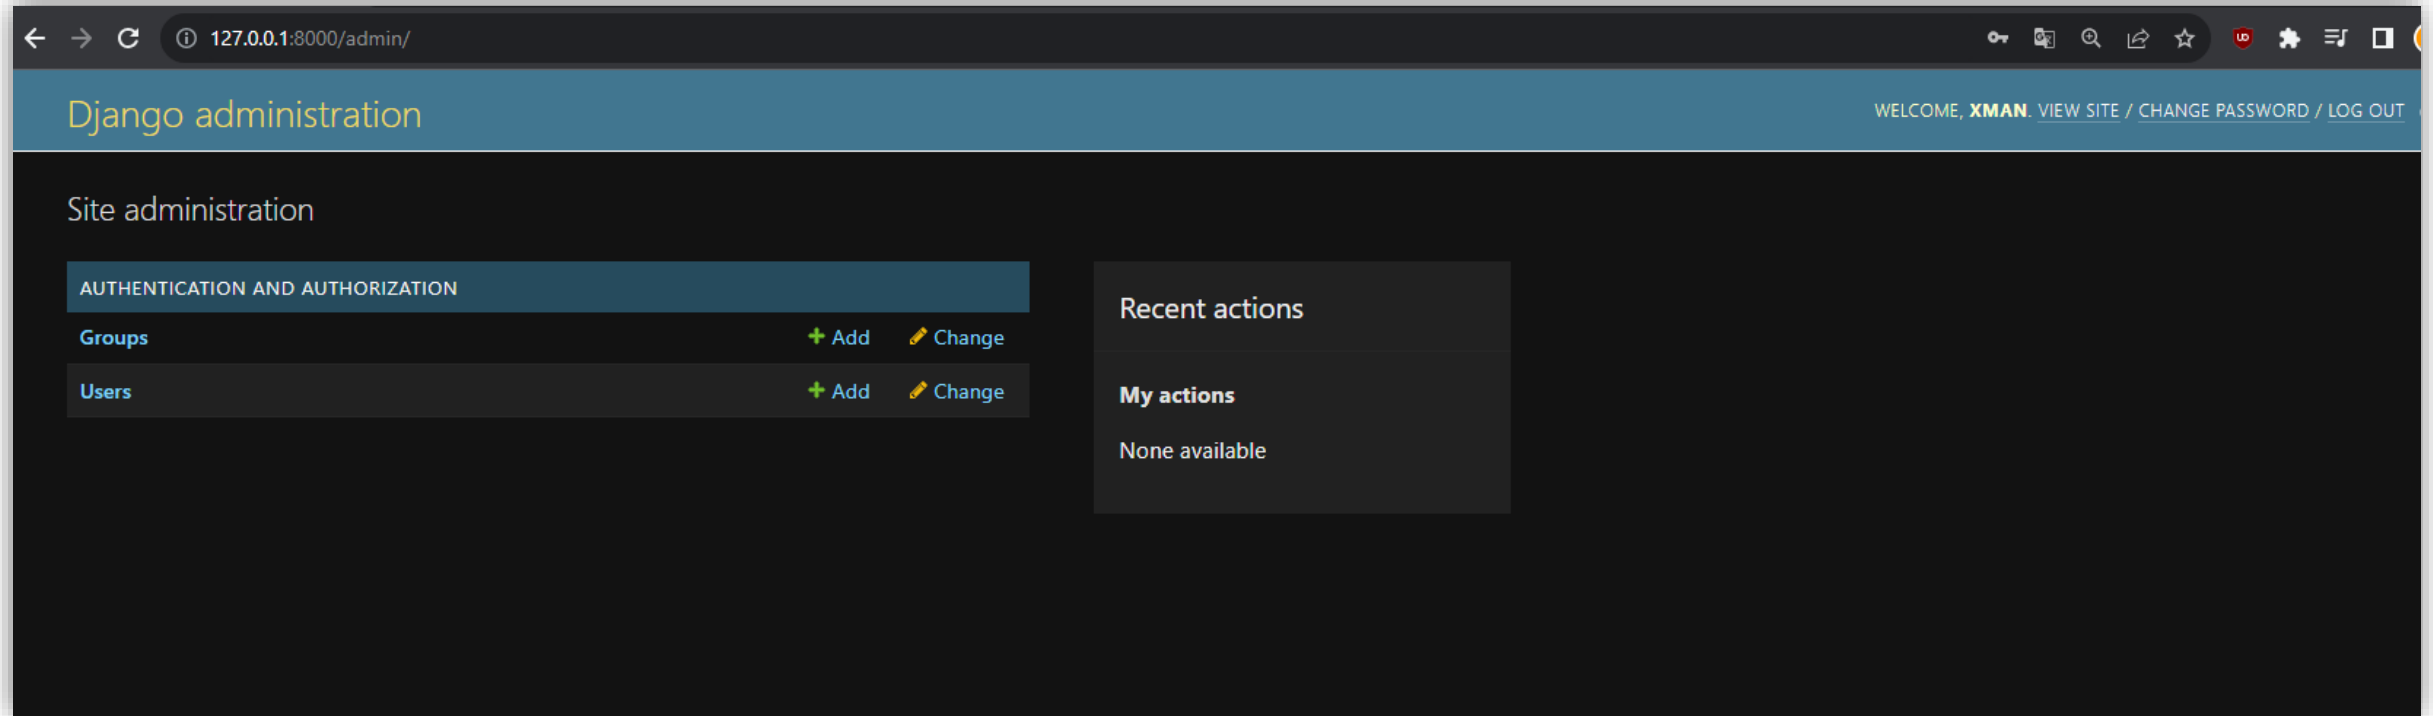 127.0.0.1:8000/admin/
Django administration
WELCOME, XMAN. VIEW SITE / CHANGE PASSWORD / LOG OUT
Site administration
AUTHENTICATION AND AUTHORIZATION
Groups + Add Change
Users + Add Change
Recent actions
My actions
None available